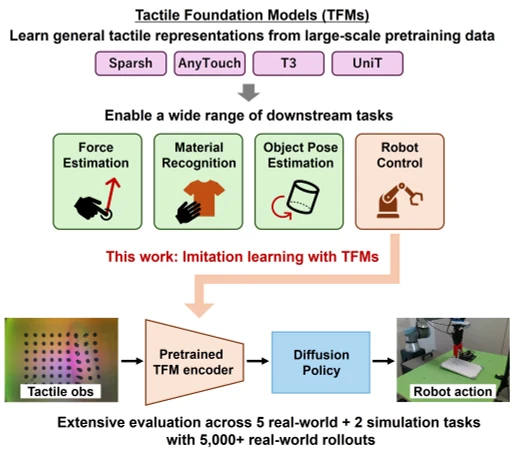 Tactile Foundation Models (TFMs)
Learn general tactile representations from large-scale pretraining data
Sparsh
AnyTouch
T3
UniT
Enable a wide range of downstream tasks
Force
Estimation
Material
Recognition
Object Pose
Estimation
Robot
Control
This work: Imitation learning with TFMs
Tactile obs
Pretrained
TFM encoder
Diffusion
Policy
Robot action
Extensive evaluation across 5 real-world + 2 simulation tasks
with 5,000+ real-world rollouts